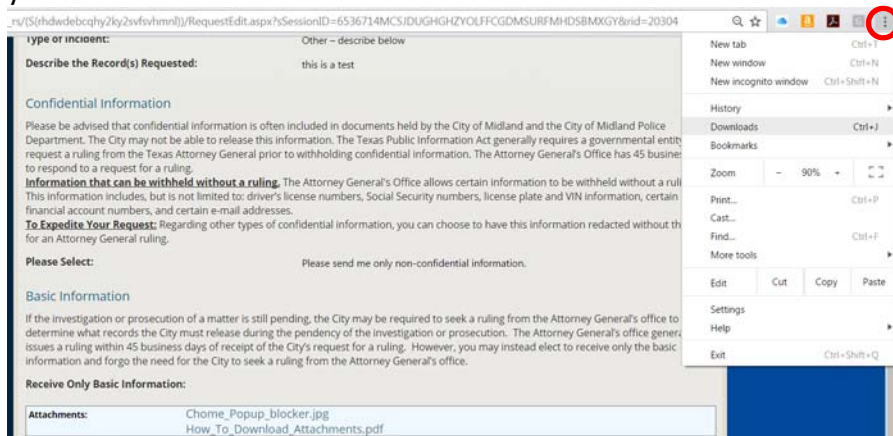 _rs/(S(rhdwdebcqhy2ky2svfsvhmnl))/RequestEdit.aspx?sSessionID=6536714MCSJDUGHGHZYOLFFCGDMSURFMHDSBMXGY&rid=20304
Type of Incident: Other – describe below
Describe the Record(s) Requested: this is a test
Confidential Information
Please be advised that confidential information is often included in documents held by the City of Midland and the City of Midland Police
Department. The City may not be able to release this information. The Texas Public Information Act generally requires a governmental entity
request a ruling from the Texas Attorney General prior to withholding confidential information. The Attorney General's Office has 45 busine
to respond to a request for a ruling.
Information that can be withheld without a ruling. The Attorney General's Office allows certain information to be withheld without a ruli
This information includes, but is not limited to: driver's license numbers, Social Security numbers, license plate and VIN information, certain
financial account numbers, and certain e-mail addresses.
To Expedite Your Request: Regarding other types of confidential information, you can choose to have this information redacted without th
for an Attorney General ruling.
Please Select: Please send me only non-confidential information.
Basic Information
If the investigation or prosecution of a matter is still pending, the City may be required to seek a ruling from the Attorney General's office to
determine what records the City must release during the pendency of the investigation or prosecution. The Attorney General's office genera
issues a ruling within 45 business days of receipt of the City's request for a ruling. However, you may instead elect to receive only the basic
information and forgo the need for the City to seek a ruling from the Attorney General's office.
Receive Only Basic Information:
Attachments: Chome_Popup_blocker.jpg
How_To_Download_Attachments.pdf
New tab Ctrl+T
New window Ctrl+N
New incognito window Ctrl+Shift+N
History
Downloads Ctrl+J
Bookmarks
Zoom - 90% +
Print... Ctrl+P
Cast...
Find... Ctrl+F
More tools
Edit Cut Copy Paste
Settings
Help
Exit Ctrl+Shift+Q